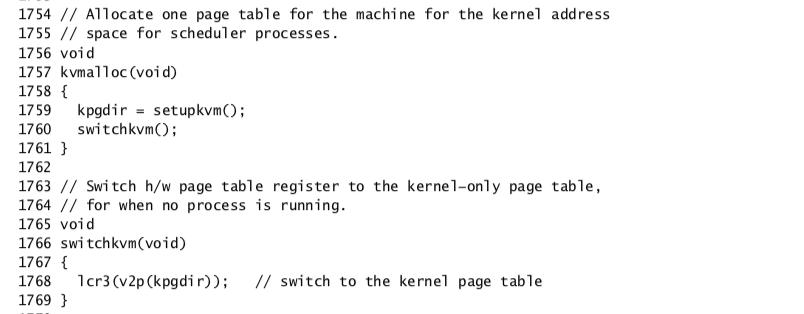 1754 // Allocate one page table for the machine for the kernel address
1755 // space for scheduler processes.
1756 void
1757 kvmalloc(void)
1758 {
1759   kpgdir = setupkvm();
1760   switchkvm();
1761 }
1762
1763 // Switch h/w page table register to the kernel-only page table,
1764 // for when no process is running.
1765 void
1766 switchkvm(void)
1767 {
1768   lcr3(v2p(kpgdir));   // switch to the kernel page table
1769 }